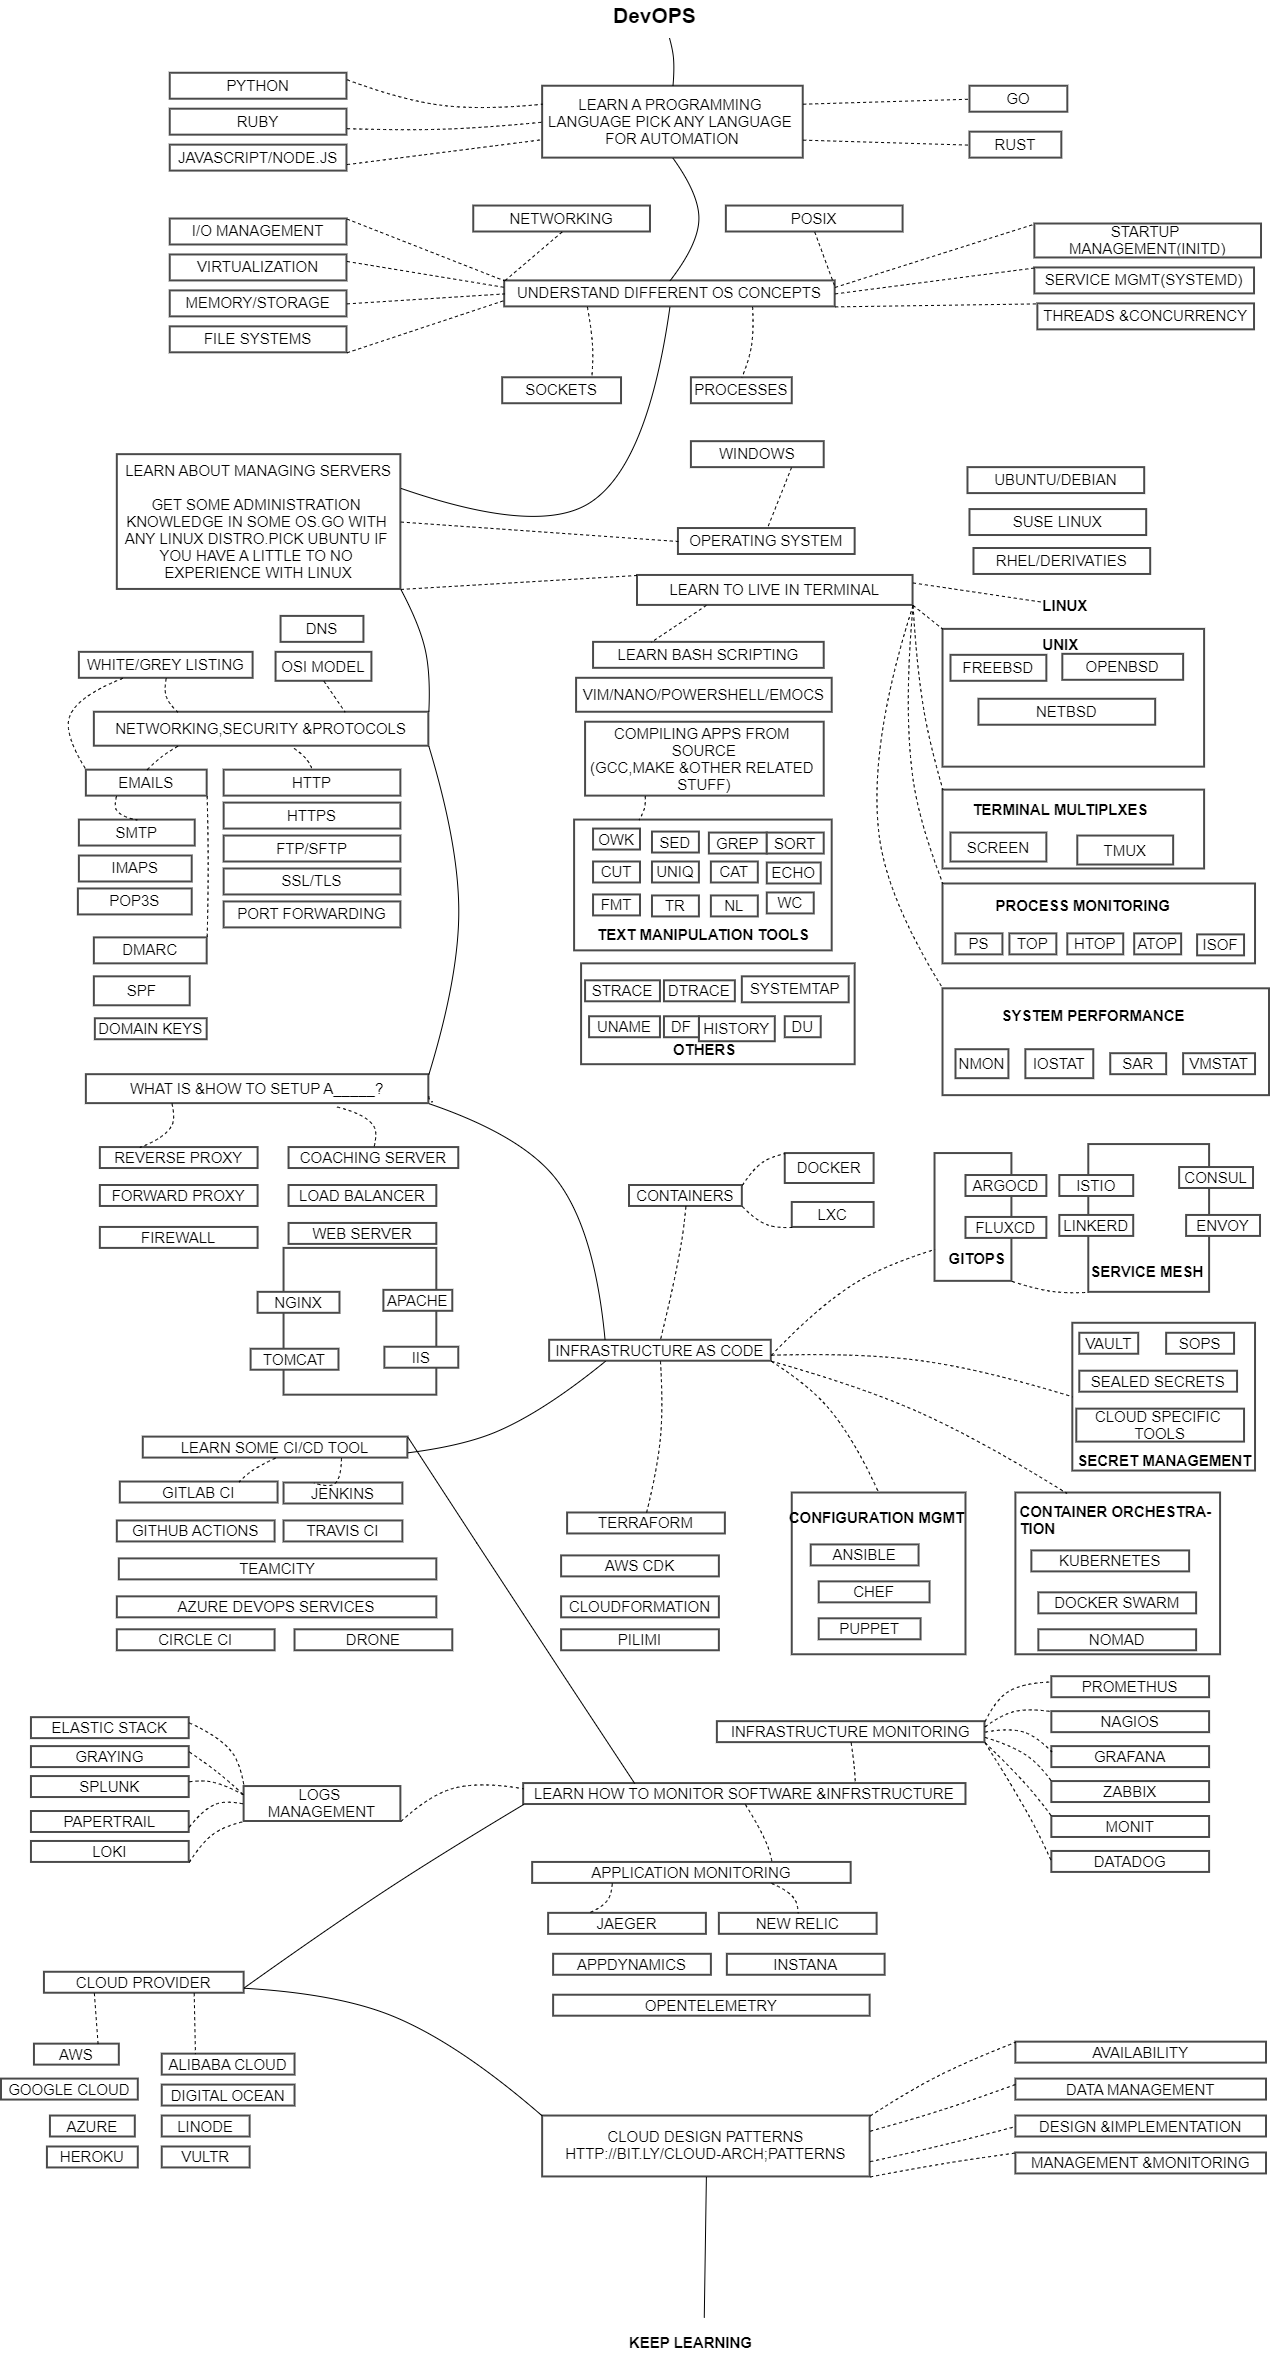 DevOPS
PYTHON
RUBY
JAVASCRIPT/NODE.JS
LEARN A PROGRAMMING
LANGUAGE PICK ANY LANGUAGE
FOR AUTOMATION
GO
RUST
NETWORKING
POSIX
I/O MANAGEMENT
VIRTUALIZATION
MEMORY/STORAGE
FILE SYSTEMS
UNDERSTAND DIFFERENT OS CONCEPTS
STARTUP
MANAGEMENT(INITD)
SERVICE MGMT(SYSTEMD)
THREADS &CONCURRENCY
SOCKETS
PROCESSES
LEARN ABOUT MANAGING SERVERS
GET SOME ADMINISTRATION
KNOWLEDGE IN SOME OS.GO WITH
ANY LINUX DISTRO.PICK UBUNTU IF
YOU HAVE A LITTLE TO NO
EXPERIENCE WITH LINUX
WINDOWS
OPERATING SYSTEM
UBUNTU/DEBIAN
SUSE LINUX
RHEL/DERIVATIES
LINUX
LEARN TO LIVE IN TERMINAL
DNS
WHITE/GREY LISTING
OSI MODEL
NETWORKING,SECURITY &PROTOCOLS
LEARN BASH SCRIPTING
VIM/NANO/POWERSHELL/EMOCS
COMPILING APPS FROM
SOURCE
(GCC,MAKE &OTHER RELATED
STUFF)
UNIX
FREEBSD
OPENBSD
NETBSD
EMAILS
SMTP
IMAPS
POP3S
DMARC
SPF
DOMAIN KEYS
HTTP
HTTPS
FTP/SFTP
SSL/TLS
PORT FORWARDING
OWK
SED
GREP
SORT
CUT
UNIQ
CAT
ECHO
FMT
TR
NL
WC
TEXT MANIPULATION TOOLS
TERMINAL MULTIPLXES
SCREEN
TMUX
PROCESS MONITORING
PS
TOP
HTOP
ATOP
ISOF
STRACE
DTRACE
SYSTEMTAP
UNAME
DF
HISTORY
DU
OTHERS
SYSTEM PERFORMANCE
NMON
IOSTAT
SAR
VMSTAT
WHAT IS &HOW TO SETUP A_____?
REVERSE PROXY
FORWARD PROXY
FIREWALL
COACHING SERVER
LOAD BALANCER
WEB SERVER
NGINX
APACHE
TOMCAT
IIS
CONTAINERS
DOCKER
LXC
ARGOCD
FLUXCD
GITOPS
ISTIO
CONSUL
LINKERD
ENVOY
SERVICE MESH
INFRASTRUCTURE AS CODE
VAULT
SOPS
SEALED SECRETS
CLOUD SPECIFIC
TOOLS
SECRET MANAGEMENT
LEARN SOME CI/CD TOOL
GITLAB CI
JENKINS
GITHUB ACTIONS
TRAVIS CI
TEAMCITY
AZURE DEVOPS SERVICES
CIRCLE CI
DRONE
TERRAFORM
AWS CDK
CLOUDFORMATION
PILIMI
CONFIGURATION MGMT
ANSIBLE
CHEF
PUPPET
CONTAINER ORCHESTRA-
TION
KUBERNETES
DOCKER SWARM
NOMAD
ELASTIC STACK
GRAYING
SPLUNK
PAPERTRAIL
LOKI
LOGS
MANAGEMENT
INFRASTRUCTURE MONITORING
LEARN HOW TO MONITOR SOFTWARE &INFRSTRUCTURE
PROMETHUS
NAGIOS
GRAFANA
ZABBIX
MONIT
DATADOG
APPLICATION MONITORING
JAEGER
NEW RELIC
APPDYNAMICS
INSTANA
OPENTELEMETRY
CLOUD PROVIDER
AWS
GOOGLE CLOUD
AZURE
HEROKU
ALIBABA CLOUD
DIGITAL OCEAN
LINODE
VULTR
CLOUD DESIGN PATTERNS
HTTP://BIT.LY/CLOUD-ARCH;PATTERNS
AVAILABILITY
DATA MANAGEMENT
DESIGN &IMPLEMENTATION
MANAGEMENT &MONITORING
KEEP LEARNING